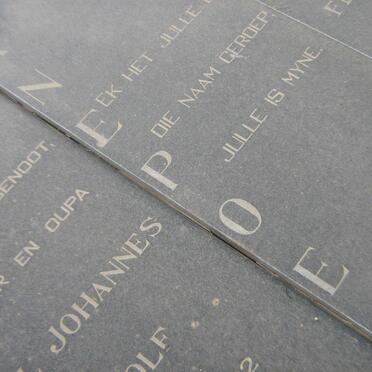 EK HET JULLE
DIE NAAM GEROEP,
JULLE IS MYNE.
N E P O E
GENOOT,
EN OUPA
JOHANNES